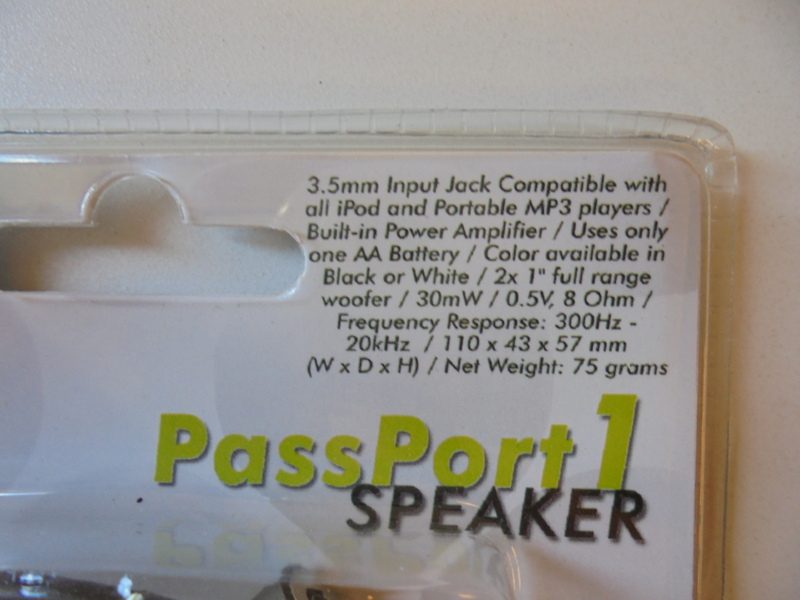 3.5mm Input Jack Compatible with
all iPod and Portable MP3 players /
Built-in Power Amplifier / Uses only
one AA Battery / Color available in
Black or White / 2x 1" full range
woofer / 30mW / 0.5V, 8 Ohm /
Frequency Response: 300Hz -
20kHz / 110 x 43 x 57 mm
(W x D x H) / Net Weight: 75 grams
PassPort 1
SPEAKER